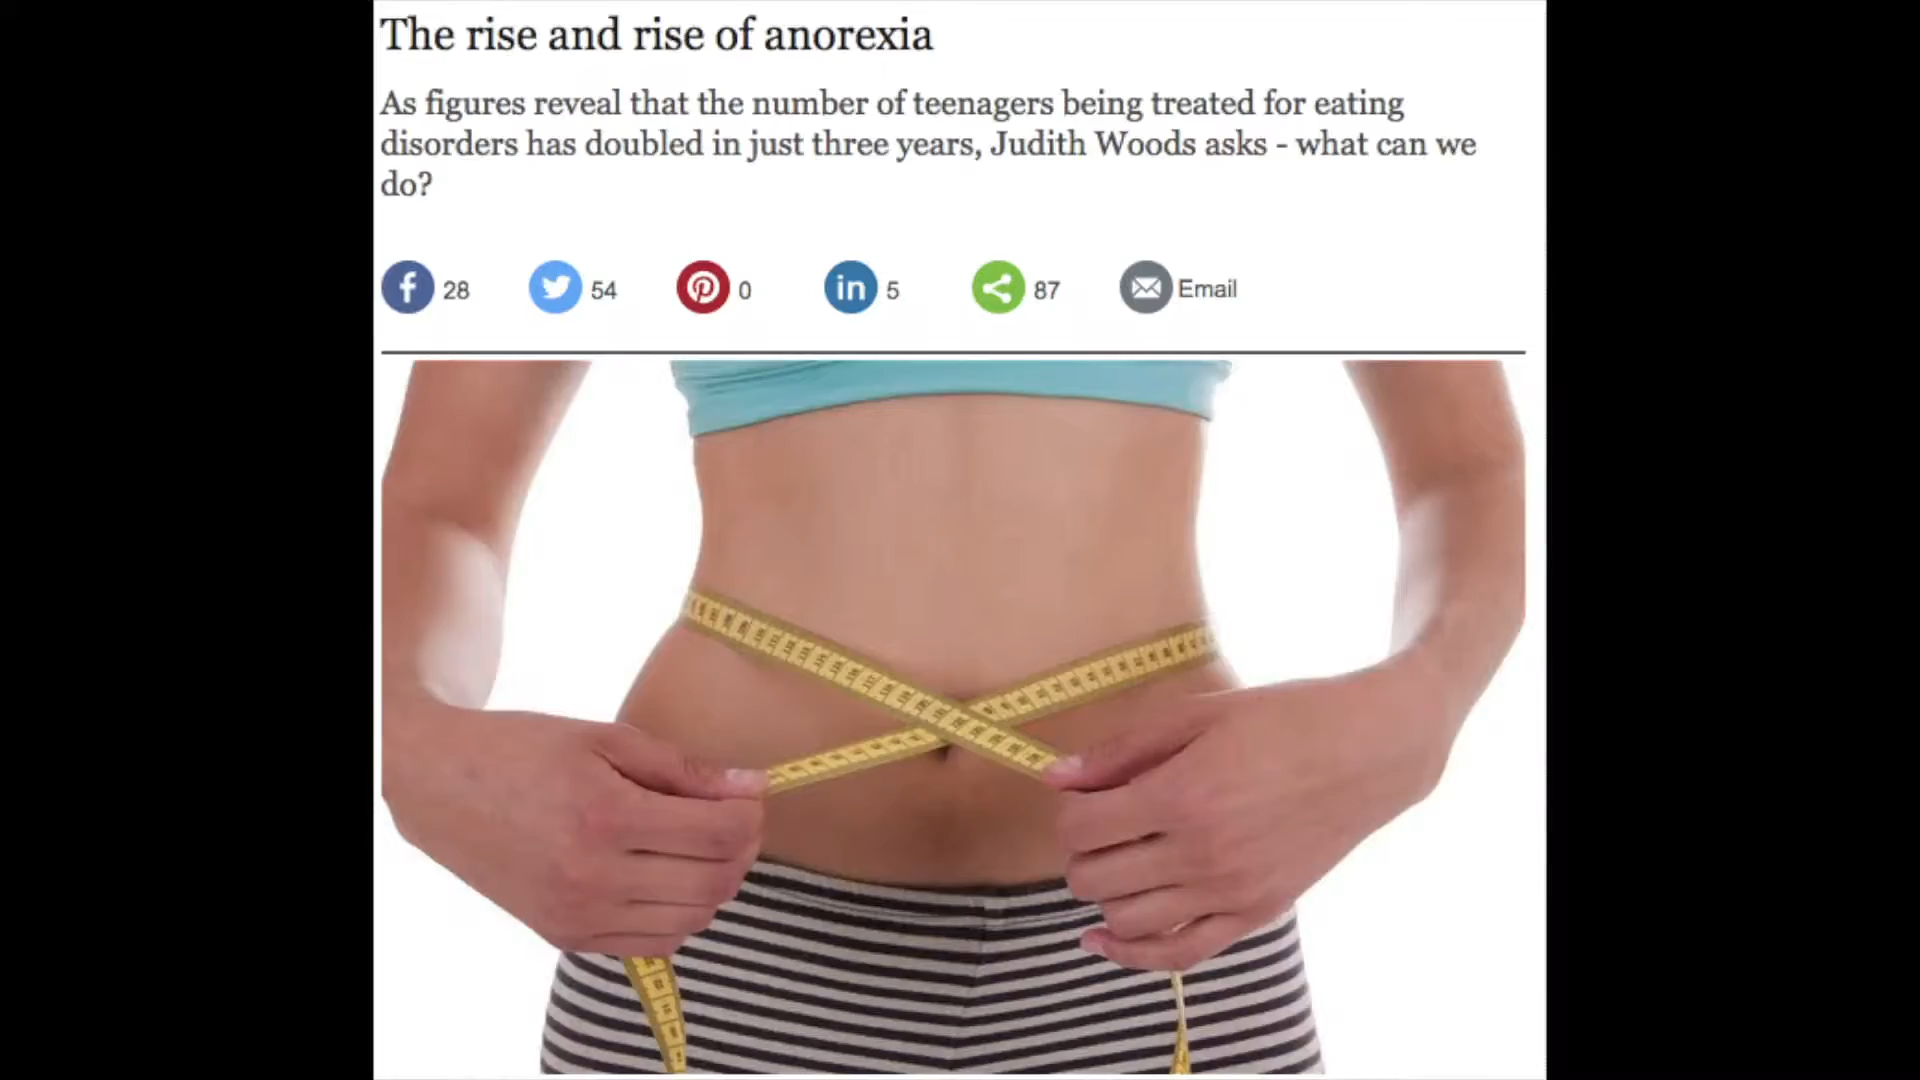 The rise and rise of anorexia
As figures reveal that the number of teenagers being treated for eating
disorders has doubled in just three years, Judith Woods asks - what can we
do?
28 54 0 in 5 87 Email